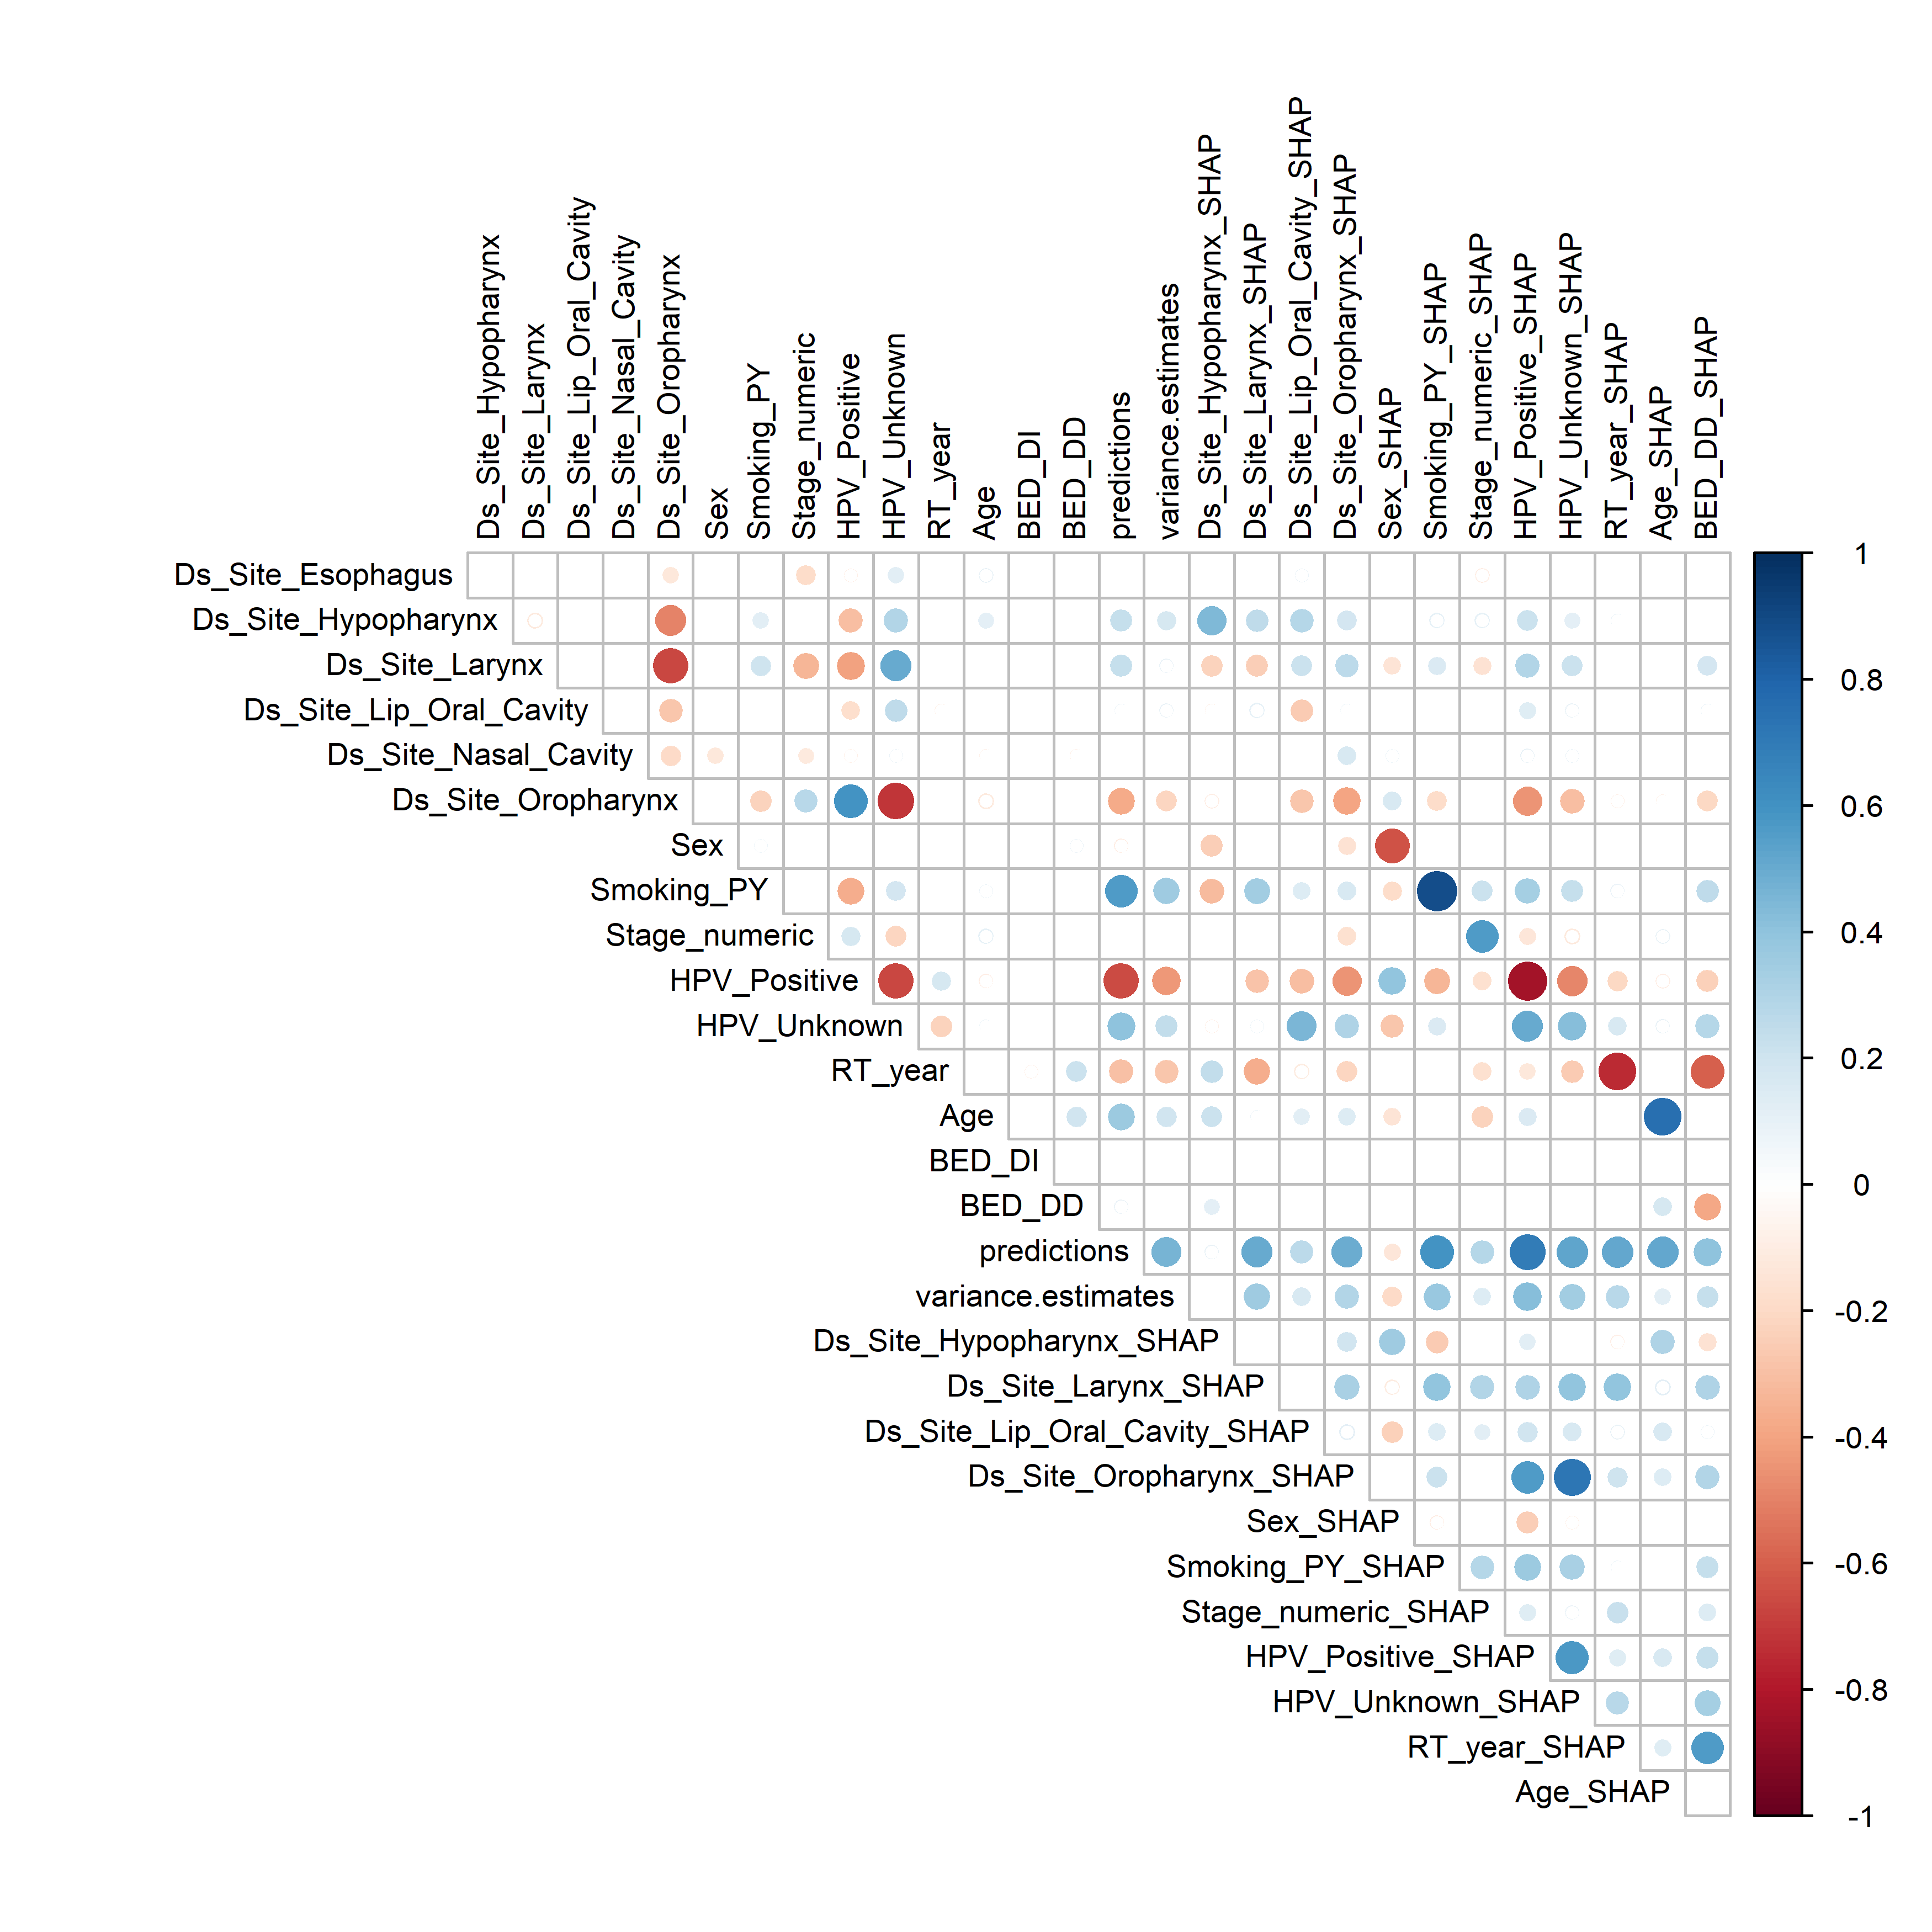 Ds_Site_Hypopharynx
Ds_Site_Larynx
Ds_Site_Lip_Oral_Cavity
Ds_Site_Nasal_Cavity
Ds_Site_Oropharynx
Sex
Smoking_PY
Stage_numeric
HPV_Positive
HPV_Unknown
RT_year
Age
BED_DI
BED_DD
predictions
variance.estimates
Ds_Site_Hypopharynx_SHAP
Ds_Site_Larynx_SHAP
Ds_Site_Lip_Oral_Cavity_SHAP
Ds_Site_Oropharynx_SHAP
Sex_SHAP
Smoking_PY_SHAP
Stage_numeric_SHAP
HPV_Positive_SHAP
HPV_Unknown_SHAP
RT_year_SHAP
Age_SHAP
BED_DD_SHAP
Ds_Site_Esophagus
Ds_Site_Hypopharynx
Ds_Site_Larynx
Ds_Site_Lip_Oral_Cavity
Ds_Site_Nasal_Cavity
Ds_Site_Oropharynx
Sex
Smoking_PY
Stage_numeric
HPV_Positive
HPV_Unknown
RT_year
Age
BED_DI
BED_DD
predictions
variance.estimates
Ds_Site_Hypopharynx_SHAP
Ds_Site_Larynx_SHAP
Ds_Site_Lip_Oral_Cavity_SHAP
Ds_Site_Oropharynx_SHAP
Sex_SHAP
Smoking_PY_SHAP
Stage_numeric_SHAP
HPV_Positive_SHAP
HPV_Unknown_SHAP
RT_year_SHAP
Age_SHAP
1
0.8
0.6
0.4
0.2
0
-0.2
-0.4
-0.6
-0.8
-1